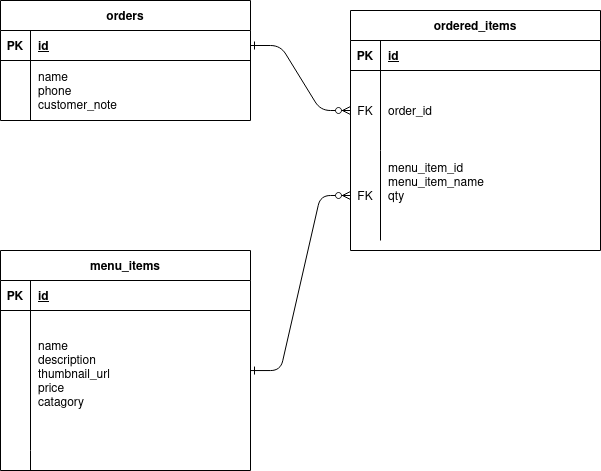 orders
PK id
name
phone
customer_note
ordered_items
PK id
FK order_id
menu_item_id
menu_item_name
FK qty
menu_items
PK id
name
description
thumbnail_url
price
catagory